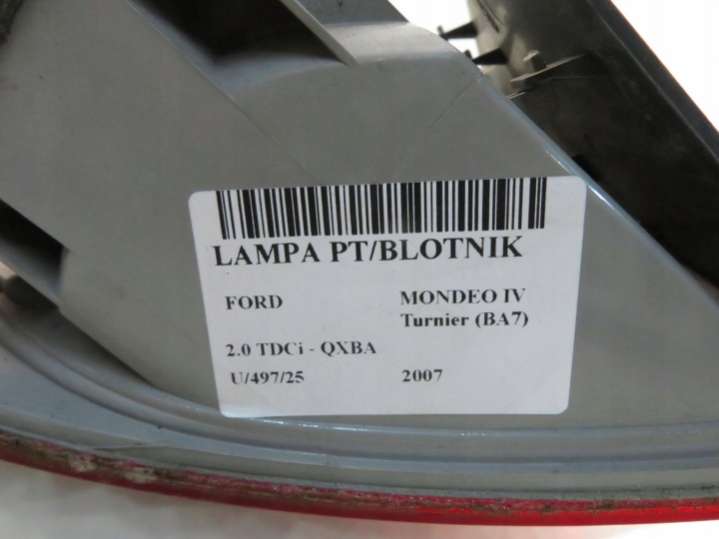 LAMPA PT/BLOTNIK
FORD MONDEO IV
Turnier (BA7)
2.0 TDCi - QXBA
U/497/25 2007